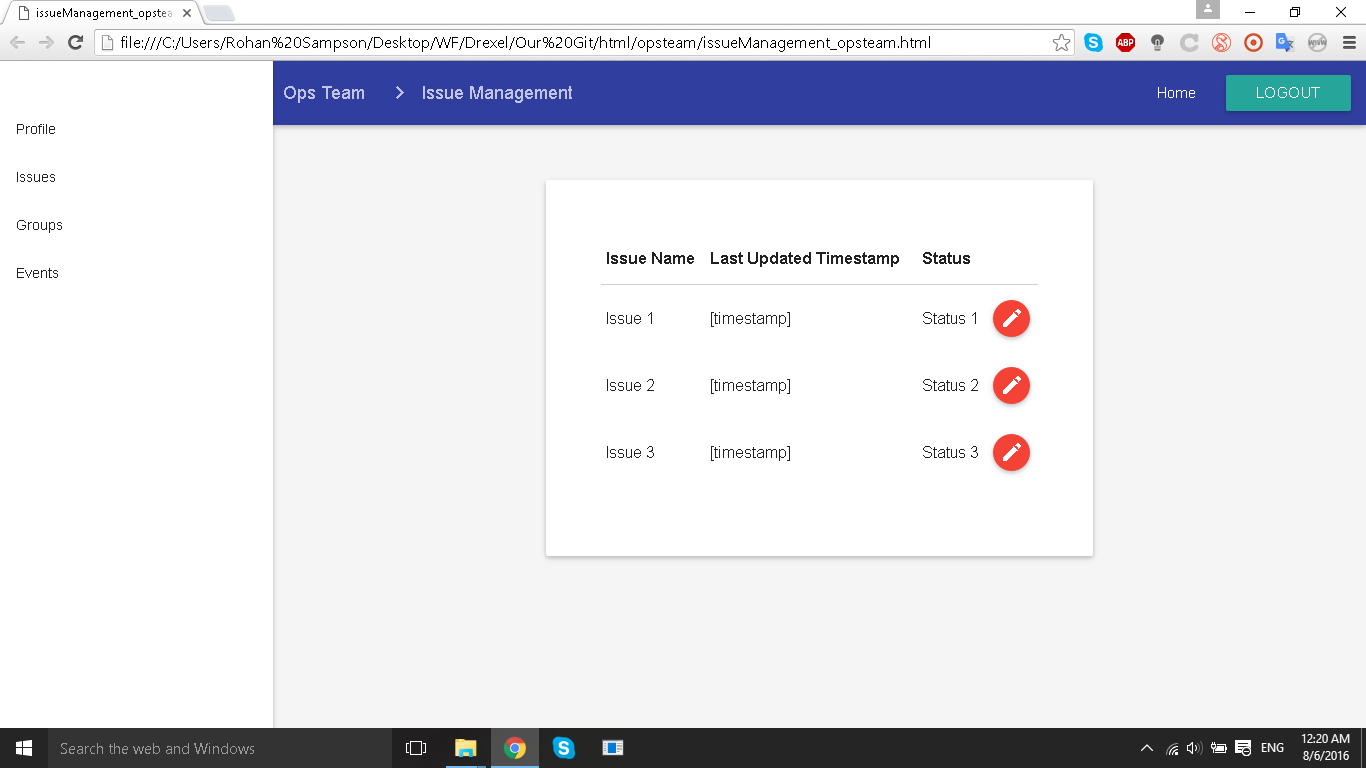 issueManagement_opstea
file:///C:/Users/Rohan%20Sampson/Desktop/WF/Drexel/Our%20Git/html/opsteam/issueManagement_opsteam.html
ABP
Ops Team > Issue Management Home LOGOUT
Profile
Issues
Groups
Events
Issue Name Last Updated Timestamp Status
Issue 1 [timestamp] Status 1
Issue 2 [timestamp] Status 2
Issue 3 [timestamp] Status 3
Search the web and Windows
ENG
12:20 AM
8/6/2016